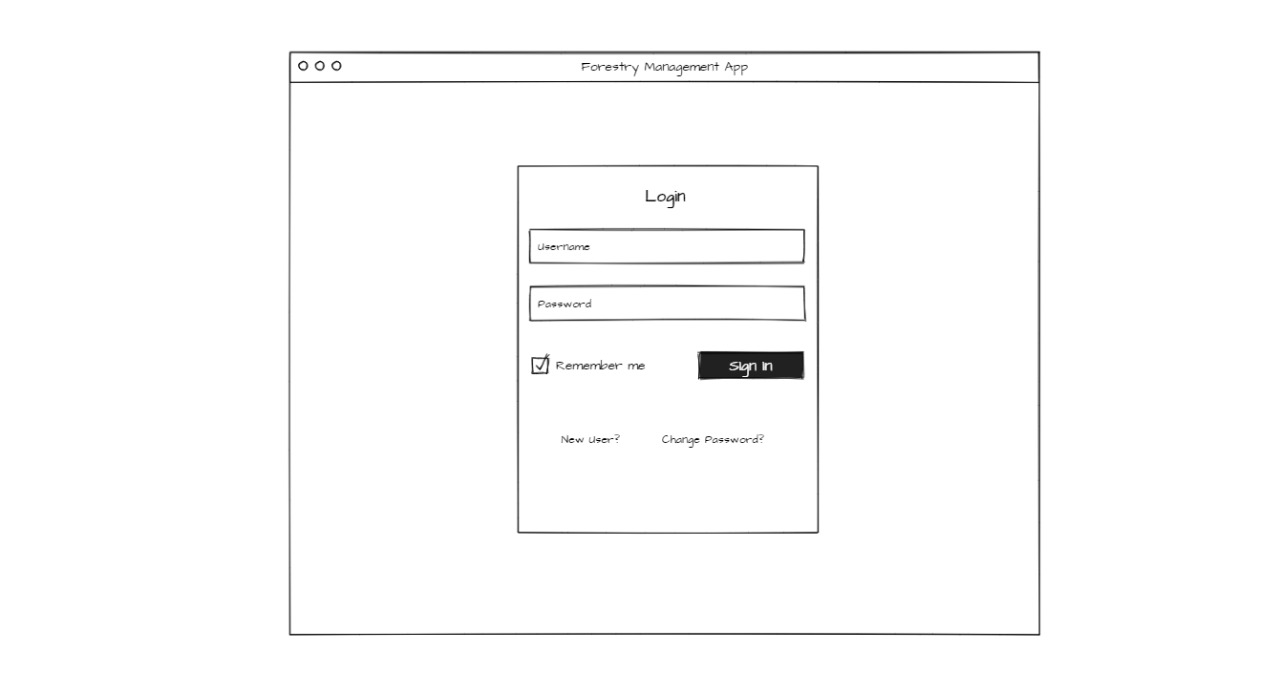 Forestry Management App
Login
Username
Password
Remember me
Sign in
New User?
Change Password?